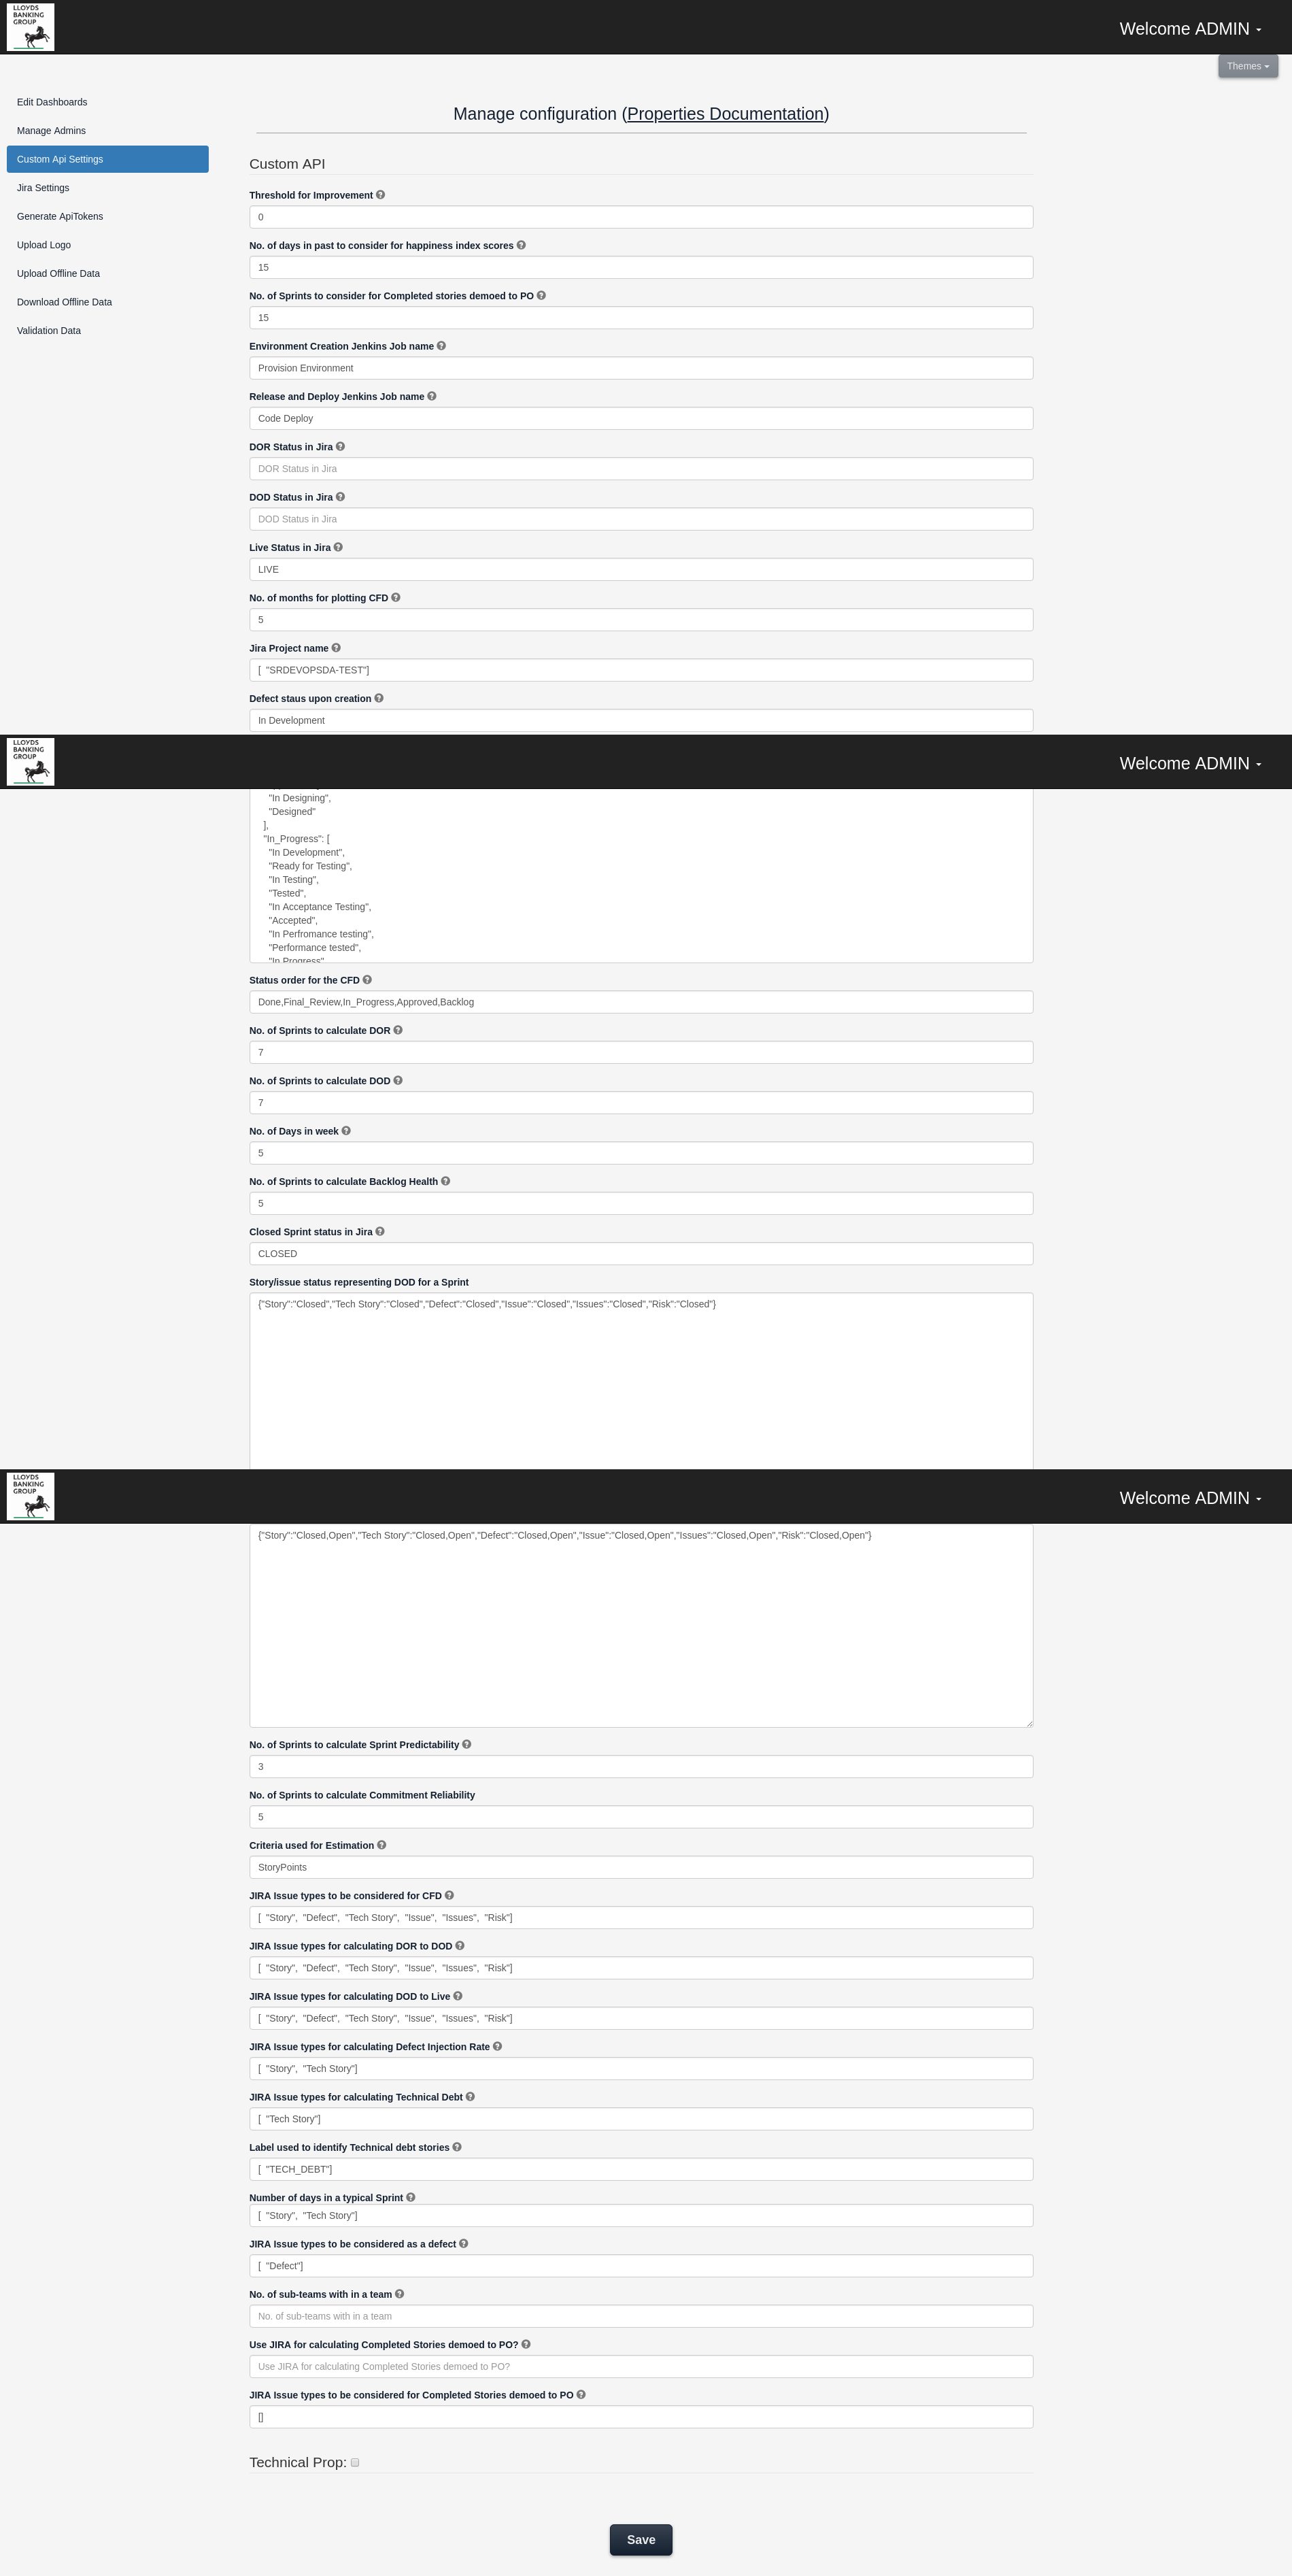 LLOYDS
BANKING
GROUP
Welcome ADMIN
Themes
Edit Dashboards
Manage Admins
Custom Api Settings
Jira Settings
Generate ApiTokens
Upload Logo
Upload Offline Data
Download Offline Data
Validation Data
Manage configuration (Properties Documentation)
Custom API
Threshold for Improvement
0
No. of days in past to consider for happiness index scores
15
No. of Sprints to consider for Completed stories demoed to PO
15
Environment Creation Jenkins Job name
Provision Environment
Release and Deploy Jenkins Job name
Code Deploy
DOR Status in Jira
DOR Status in Jira
DOD Status in Jira
DOD Status in Jira
Live Status in Jira
LIVE
No. of months for plotting CFD
5
Jira Project name
[  "SRDEVOPSDA-TEST"]
Defect staus upon creation
In Development
LLOYDS
BANKING
GROUP
Welcome ADMIN
"In Designing",
"Designed"
],
"In_Progress": [
"In Development",
"Ready for Testing",
"In Testing",
"Tested",
"In Acceptance Testing",
"Accepted",
"In Perfromance testing",
"Performance tested",
"In Progress"
Status order for the CFD
Done,Final_Review,In_Progress,Approved,Backlog
No. of Sprints to calculate DOR
7
No. of Sprints to calculate DOD
7
No. of Days in week
5
No. of Sprints to calculate Backlog Health
5
Closed Sprint status in Jira
CLOSED
Story/issue status representing DOD for a Sprint
{"Story":"Closed","Tech Story":"Closed","Defect":"Closed","Issue":"Closed","Issues":"Closed","Risk":"Closed"}
LLOYDS
BANKING
GROUP
Welcome ADMIN
{"Story":"Closed,Open","Tech Story":"Closed,Open","Defect":"Closed,Open","Issue":"Closed,Open","Issues":"Closed,Open","Risk":"Closed,Open"}
No. of Sprints to calculate Sprint Predictability
3
No. of Sprints to calculate Commitment Reliability
5
Criteria used for Estimation
StoryPoints
JIRA Issue types to be considered for CFD
[  "Story",  "Defect",  "Tech Story",  "Issue",  "Issues",  "Risk"]
JIRA Issue types for calculating DOR to DOD
[  "Story",  "Defect",  "Tech Story",  "Issue",  "Issues",  "Risk"]
JIRA Issue types for calculating DOD to Live
[  "Story",  "Defect",  "Tech Story",  "Issue",  "Issues",  "Risk"]
JIRA Issue types for calculating Defect Injection Rate
[  "Story",  "Tech Story"]
JIRA Issue types for calculating Technical Debt
[  "Tech Story"]
Label used to identify Technical debt stories
[  "TECH_DEBT"]
Number of days in a typical Sprint
[  "Story",  "Tech Story"]
JIRA Issue types to be considered as a defect
[  "Defect"]
No. of sub-teams with in a team
No. of sub-teams with in a team
Use JIRA for calculating Completed Stories demoed to PO?
Use JIRA for calculating Completed Stories demoed to PO?
JIRA Issue types to be considered for Completed Stories demoed to PO
[]
Technical Prop:
Save